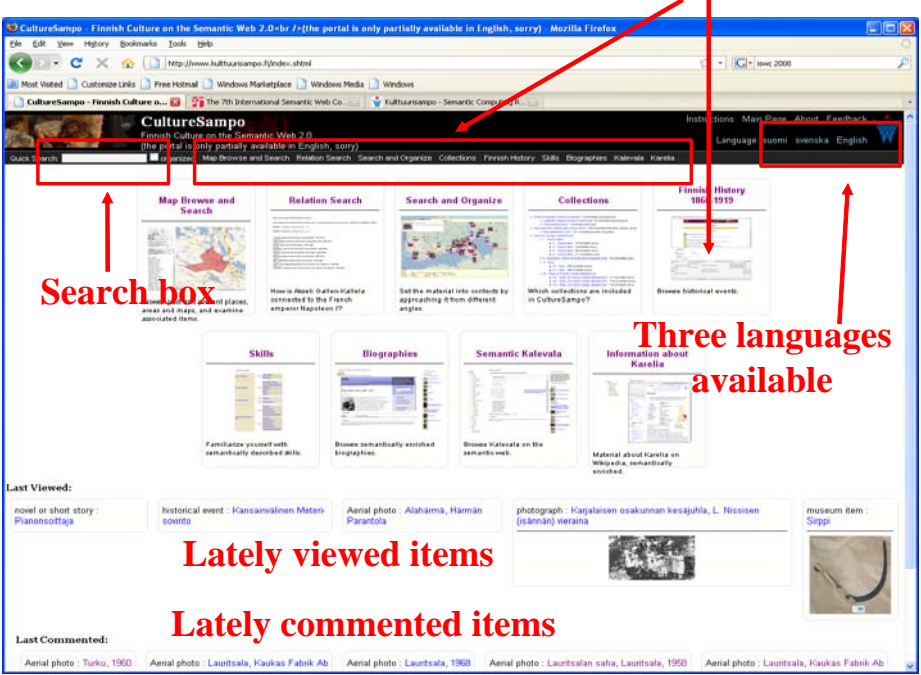 CultureSampo - Finnish Culture on the Semantic Web 2.0<br />(the portal is only partially available in English, sorry) - Mozilla Firefox
File Edit View History Bookmarks Tools Help
http://www.kulttuurisampo.fi/index.shtml
iswc 2008
Most Visited Customize Links Free Hotmail Windows Marketplace Windows Media Windows
CultureSampo - Finnish Culture o... The 7th International Semantic Web Co... Kulttuurisampo - Semantic Computing R...
CultureSampo
Instructions Main Page About Feedback
Finnish Culture on the Semantic Web 2.0
(the portal is only partially available in English, sorry)
Language: suomi svenska English
Quick Search: organized Map Browse and Search Relation Search Search and Organize Collections Finnish History Skills Biographies Kalevala Karelia
Map Browse and
Search
Relation Search
Search and Organize
Collections
Finnish History
1809-1919
Search box
places,
areas and maps, and examine
associated items.
How is Akseli Gallen-Kallela
connected to the French
emperor Napoleon I?
Set the material into contexts by
approaching it from different
angles.
Which collections are included
in CultureSampo?
Browse historical events.
Three languages
available
Skills
Biographies
Semantic Kalevala
Information about
Karelia
Familiarize yourself with
semantically described skills.
Browse semantically enriched
biographies.
Browse Kalevala on the
semantic web.
Material about Karelia on
Wikipedia, semantically
enriched.
Last Viewed:
novel or short story :
Pianonsoittaja
historical event : Kansainvälinen Meteri-
sovinto
Aerial photo : Alahärmä, Härmän
Parantola
photograph : Karjalaisen osakunnan kesäjuhla, L. Nissisen
(isännän) vieraina
museum item :
Sirppi
Lately viewed items
Lately commented items
Last Commented:
Aerial photo : Turku, 1960
Aerial photo : Lauritsala, Kaukas Fabrik Ab
Aerial photo : Lauritsala, 1968
Aerial photo : Lauritsalan saha, Lauritsala, 1958
Aerial photo : Lauritsala, Kaukas Fabrik Ab